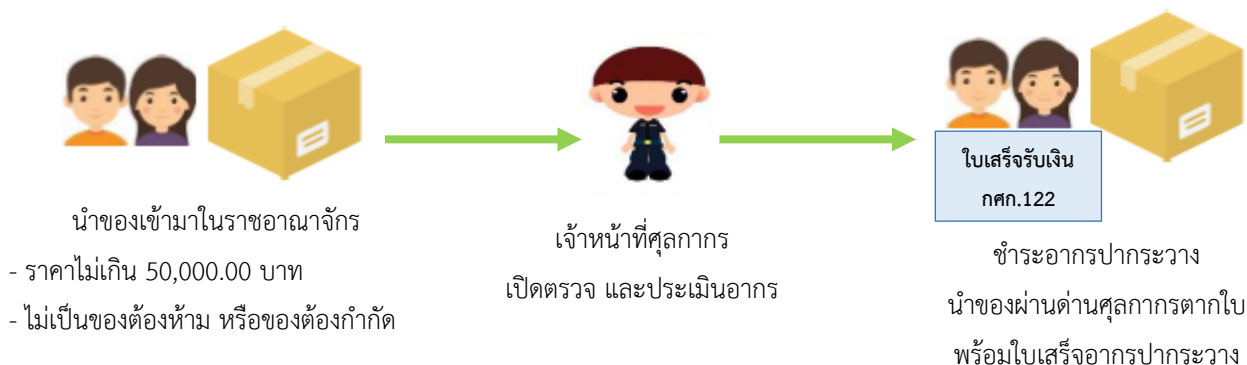 นำของเข้ามาในราชอาณาจักร
- ราคาไม่เกิน 50,000.00 บาท
- ไม่เป็นของต้องห้าม หรือของต้องกำกัด
เจ้าหน้าที่ศุลกากร
เปิดตรวจ และประเมินอากร
ใบเสร็จรับเงิน
กศก.122
ชำระอากรปากระวาง
นำของผ่านด่านศุลกากรตากใบ
พร้อมใบเสร็จอากรปากระวาง